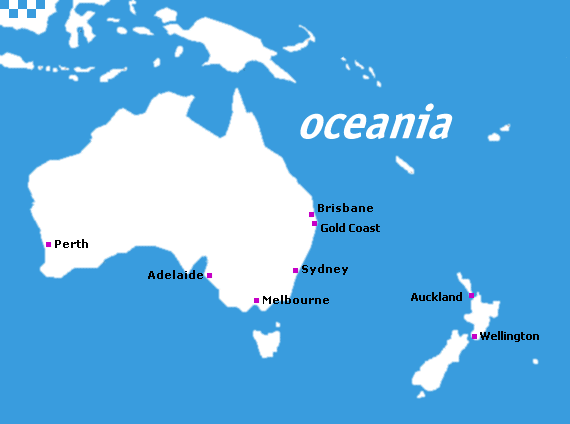 oceania
Brisbane
Gold Coast
Perth
Sydney
Adelaide
Auckland
Melbourne
Wellington